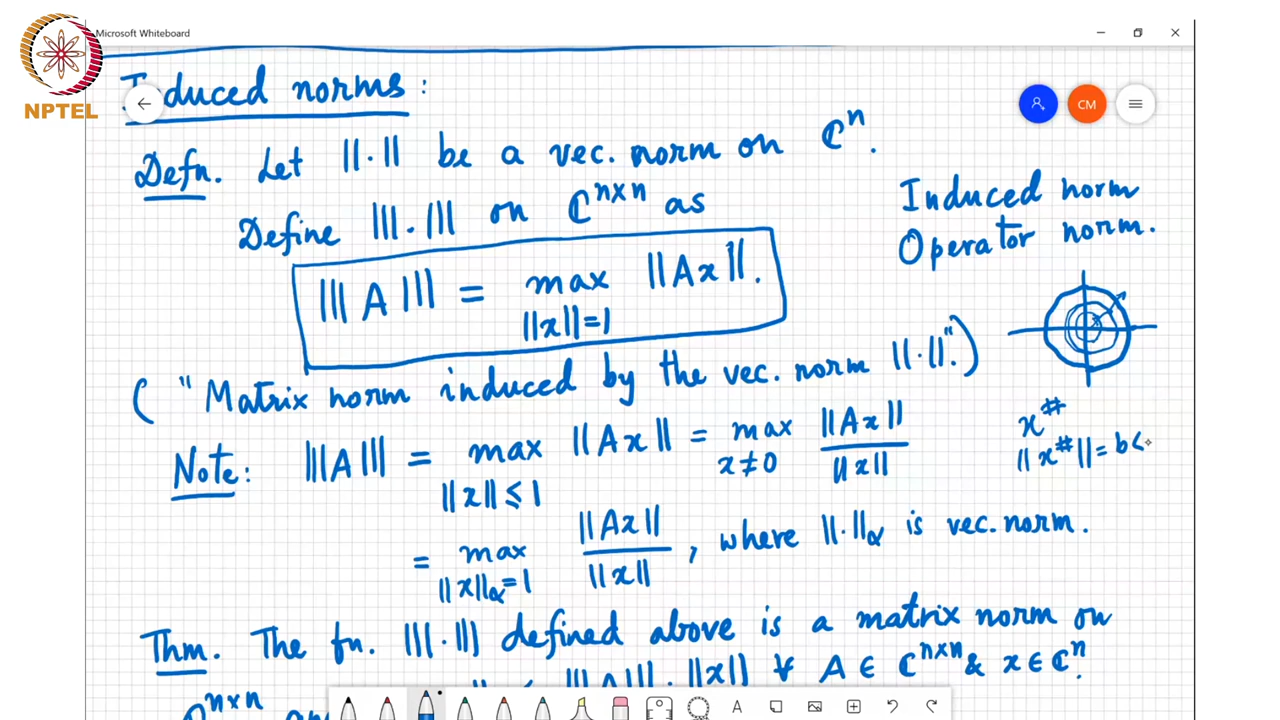 Microsoft Whiteboard
NPTEL
CM
Induced norms:
Defn. Let ||·|| be a vec. norm on ℂⁿ.
Define |||·||| on ℂⁿˣⁿ as
|||A||| = max ||Ax||.
||x||=1
Induced norm
Operator norm.
("Matrix norm induced by the vec. norm ||·||.")
Note: |||A||| = max ||Ax|| = max ||Ax|| / ||x||
||x||≤1 x≠0
= max ||Ax|| / ||x||, where ||·||α is vec. norm.
||x||α=1
x#
||x#|| = b<
Thm. The fn. |||·||| defined above is a matrix norm on
ℂⁿˣⁿ and |||A|||·||x|| ∀ A ∈ ℂⁿˣⁿ & x ∈ ℂⁿ.